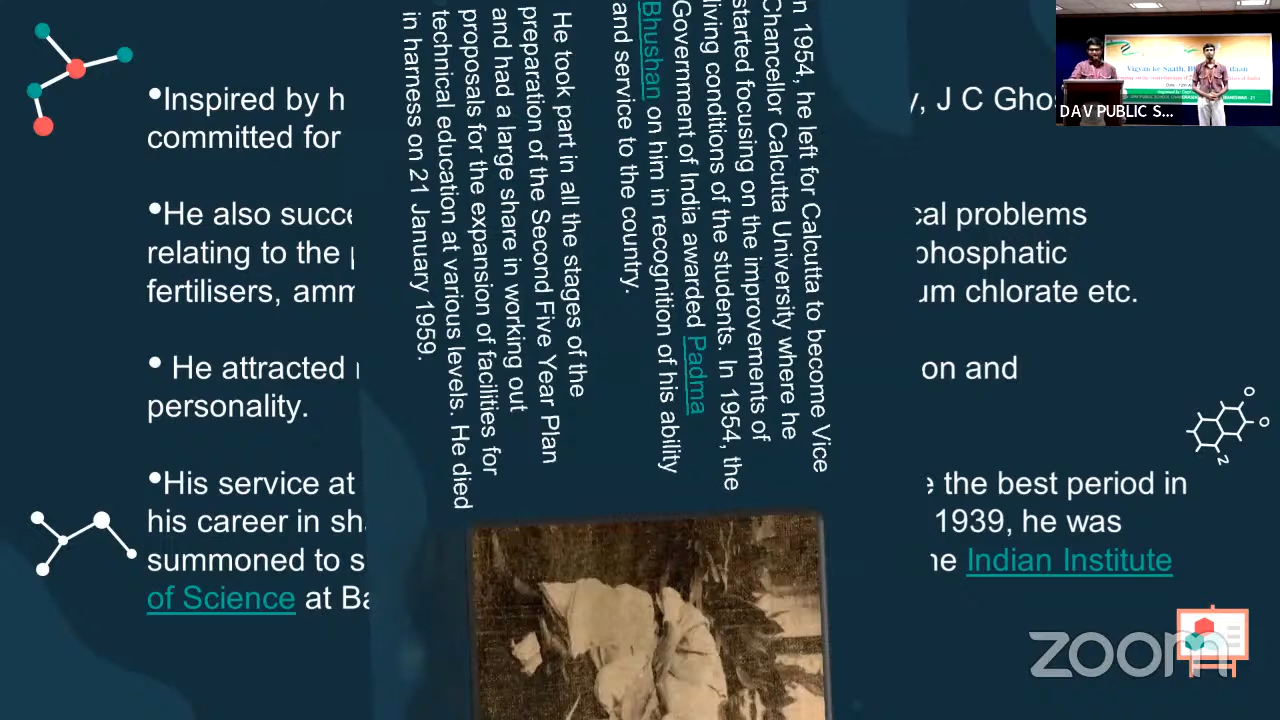 •Inspired by h
y, J C Gho
committed for
•He also succe
cal problems
relating to the p
phosphatic
fertilisers, amm
um chlorate etc.
• He attracted
on and
personality.
•His service at
e the best period in
his career in sh
1939, he was
summoned to s
he Indian Institute
of Science at Ba
n 1954, he left for Calcutta to become Vice
Chancellor Calcutta University where he
started focusing on the improvements of
living conditions of the students. In 1954, the
Government of India awarded Padma
Bhushan on him in recognition of his ability
and service to the country.
He took part in all the stages of the
preparation of the Second Five Year Plan
and had a large share in working out
proposals for the expansion of facilities for
technical education at various levels. He died
in harness on 21 January 1959.
DAV PUBLIC S...
zoom